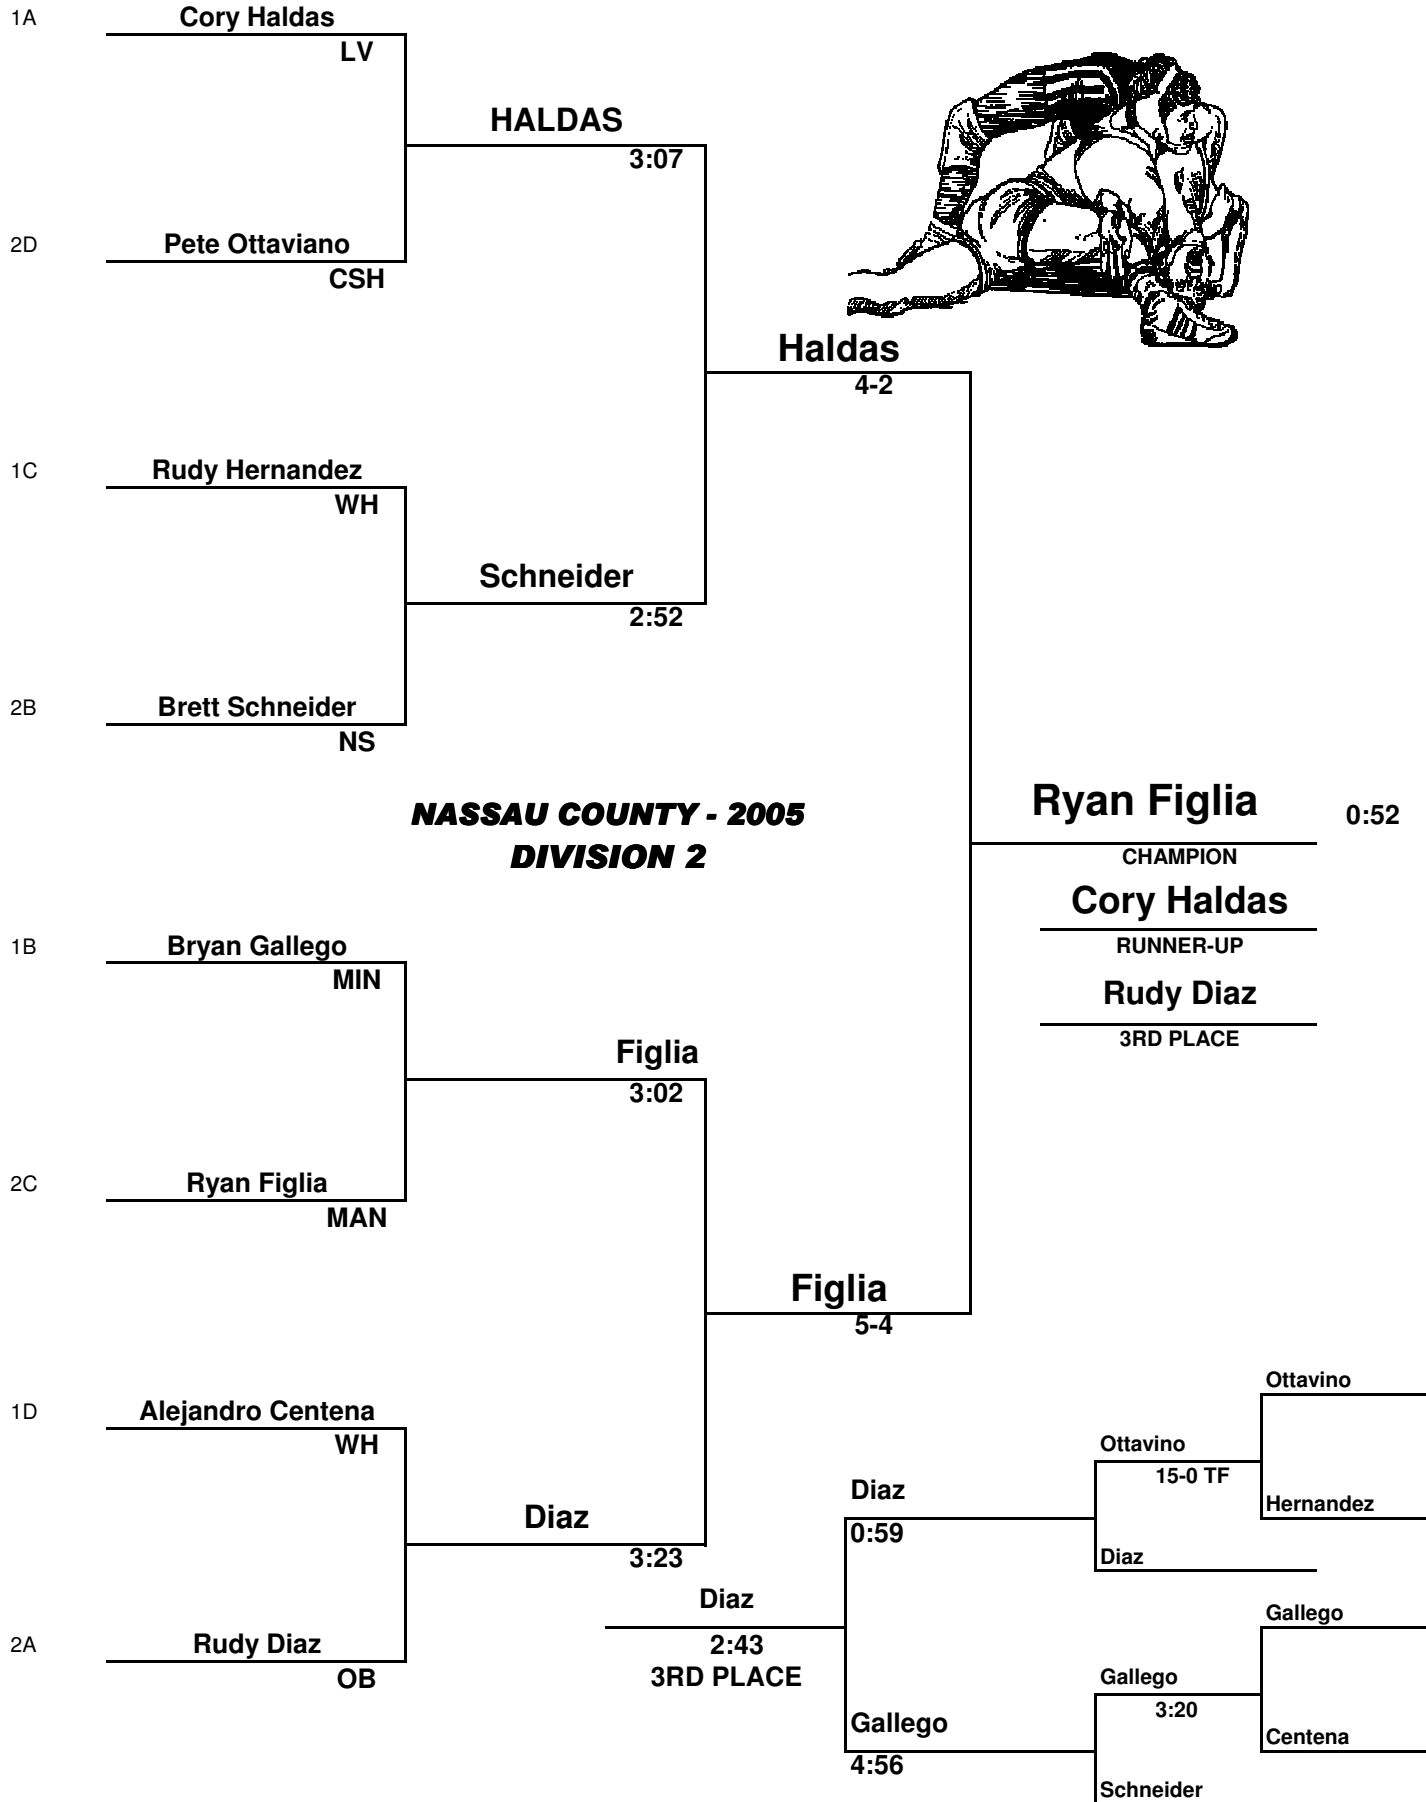 1A
Cory Haldas
LV
HALDAS
3:07
2D
Pete Ottaviano
CSH
Haldas
4-2
1C
Rudy Hernandez
WH
Schneider
2:52
2B
Brett Schneider
NS
NASSAU COUNTY - 2005
DIVISION 2
Ryan Figlia
0:52
CHAMPION
Cory Haldas
RUNNER-UP
Rudy Diaz
3RD PLACE
1B
Bryan Gallego
MIN
Figlia
3:02
2C
Ryan Figlia
MAN
Figlia
5-4
1D
Alejandro Centena
WH
Diaz
3:23
2A
Rudy Diaz
OB
Ottavino
Ottavino
15-0 TF
Hernandez
Diaz
0:59
Diaz
Diaz
2:43
3RD PLACE
Gallego
Gallego
3:20
Centena
Gallego
4:56
Schneider